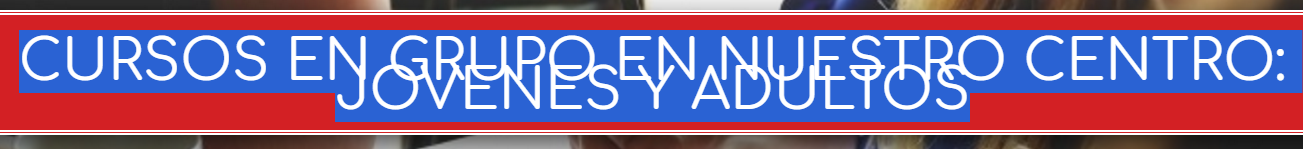 CURSOS EN GRUPO EN NUESTRO CENTRO:
JOVENES Y ADULTOS